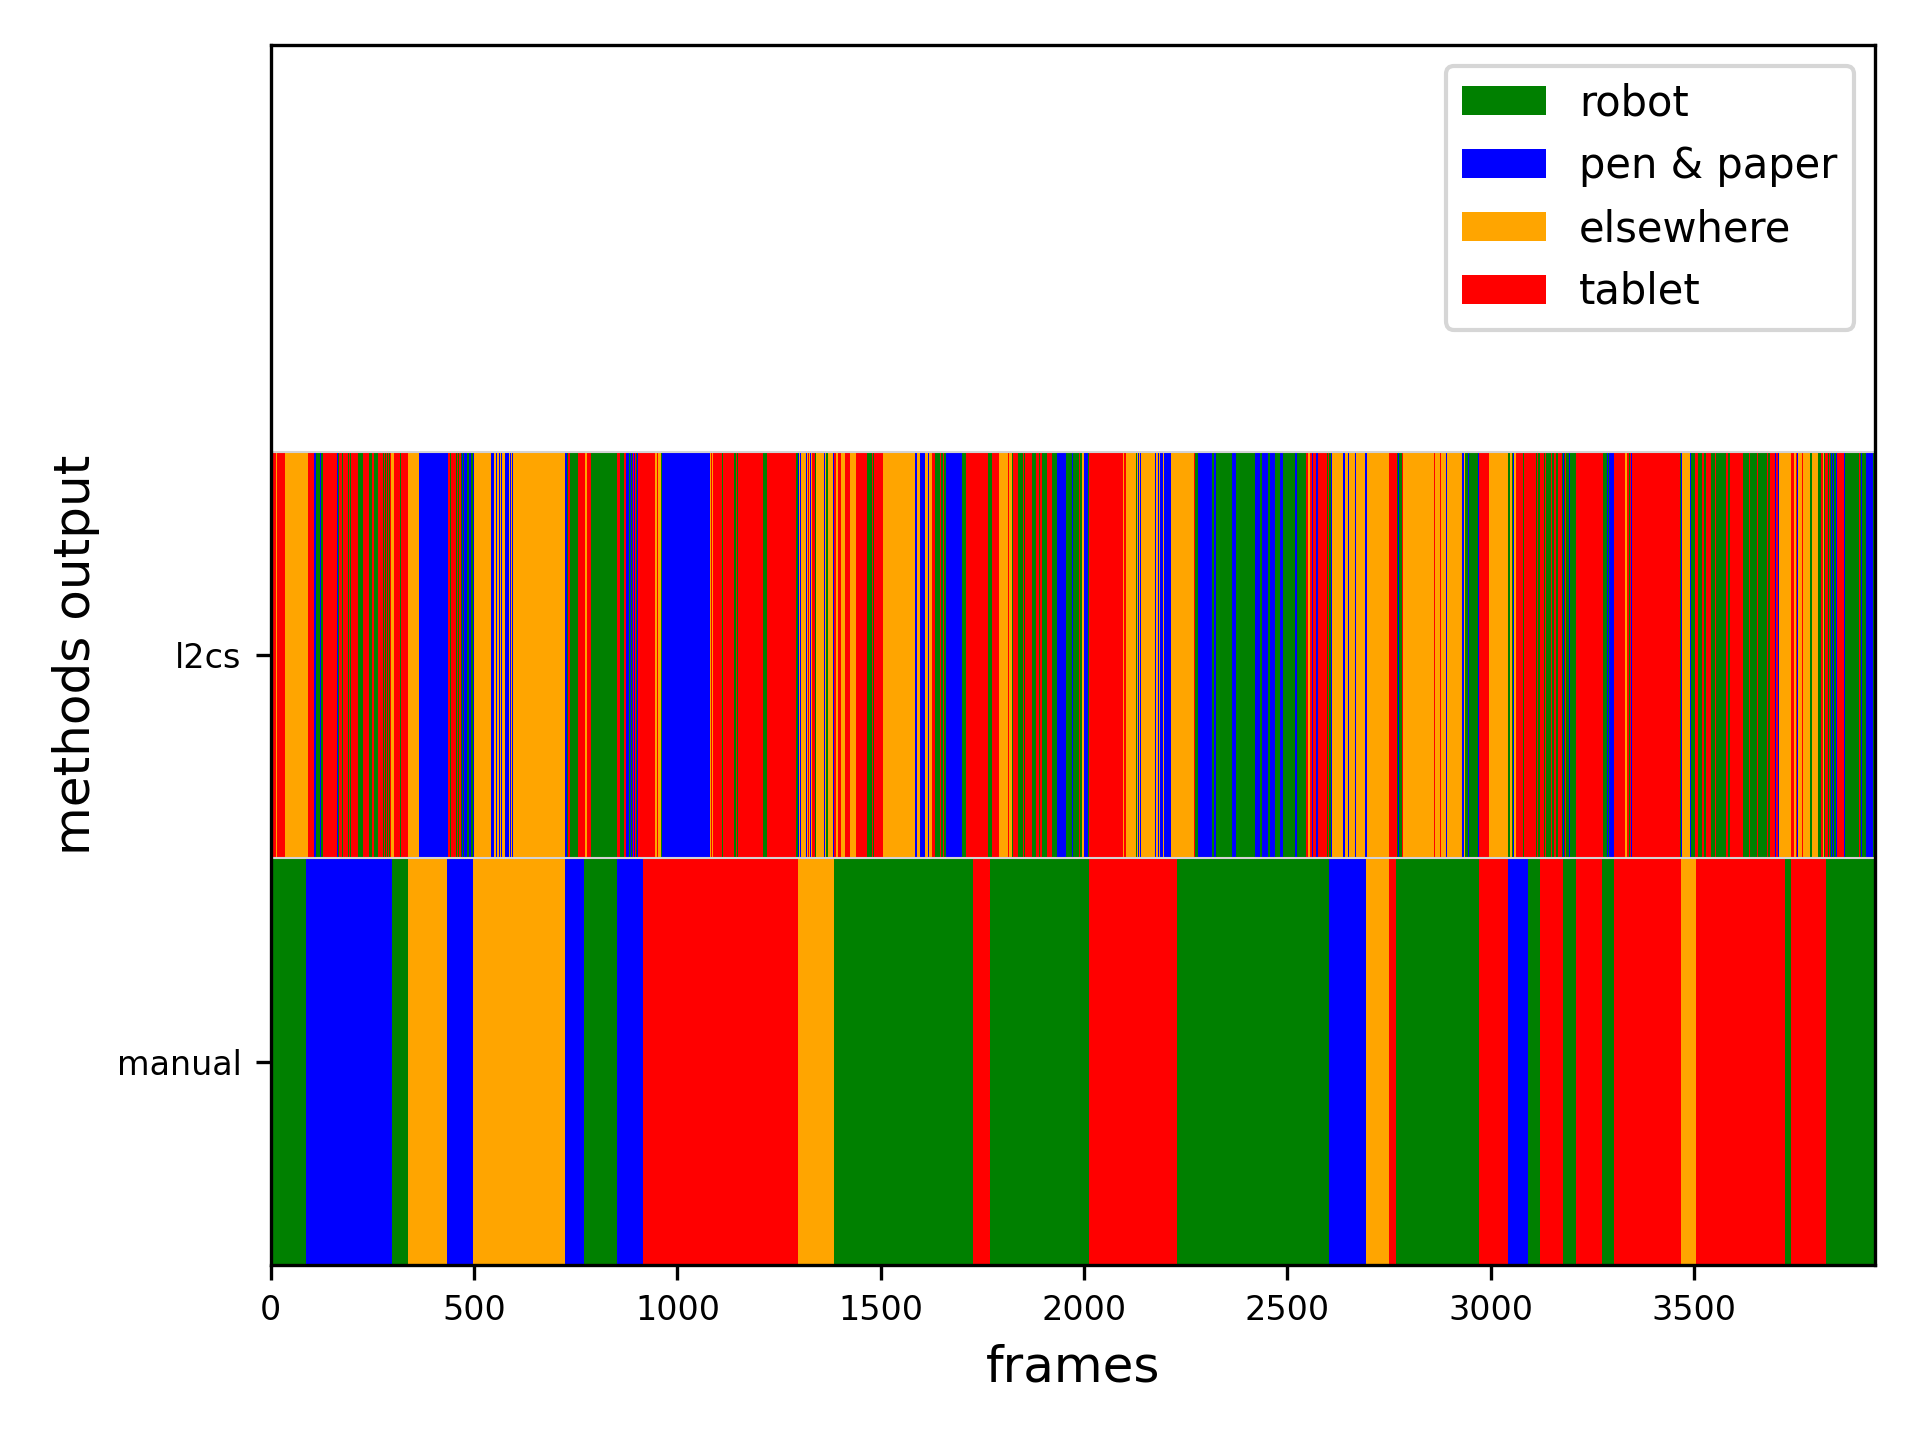 robot
pen & paper
elsewhere
tablet
methods output
l2cs
manual
0 500 1000 1500 2000 2500 3000 3500
frames